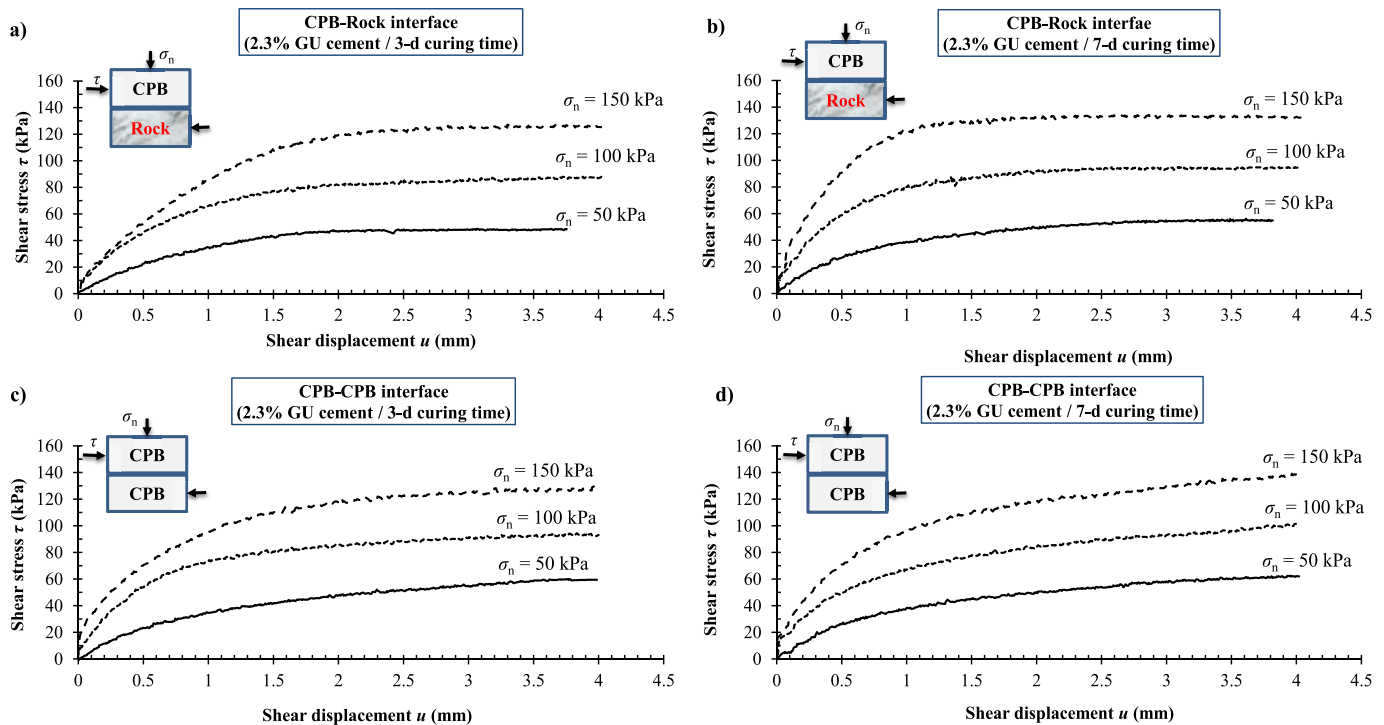 a)
CPB-Rock interface
(2.3% GU cement / 3-d curing time)
σn
τ
CPB
Rock
σn = 150 kPa
σn = 100 kPa
σn = 50 kPa
Shear stress τ (kPa)
160
140
120
100
80
60
40
20
0
0 0.5 1 1.5 2 2.5 3 3.5 4 4.5
Shear displacement u (mm)
b)
CPB-Rock interfae
(2.3% GU cement / 7-d curing time)
σn
τ
CPB
Rock
σn = 150 kPa
σn = 100 kPa
σn = 50 kPa
Shear stress τ (kPa)
160
140
120
100
80
60
40
20
0
0 0.5 1 1.5 2 2.5 3 3.5 4 4.5
Shear displacement u (mm)
c)
CPB-CPB interface
(2.3% GU cement / 3-d curing time)
σn
τ
CPB
CPB
σn = 150 kPa
σn = 100 kPa
σn = 50 kPa
Shear stress τ (kPa)
160
140
120
100
80
60
40
20
0
0 0.5 1 1.5 2 2.5 3 3.5 4 4.5
Shear displacement u (mm)
d)
CPB-CPB interface
(2.3% GU cement / 7-d curing time)
σn
τ
CPB
CPB
σn = 150 kPa
σn = 100 kPa
σn = 50 kPa
Shear stress τ (kPa)
160
140
120
100
80
60
40
20
0
0 0.5 1 1.5 2 2.5 3 3.5 4 4.5
Shear displacement u (mm)